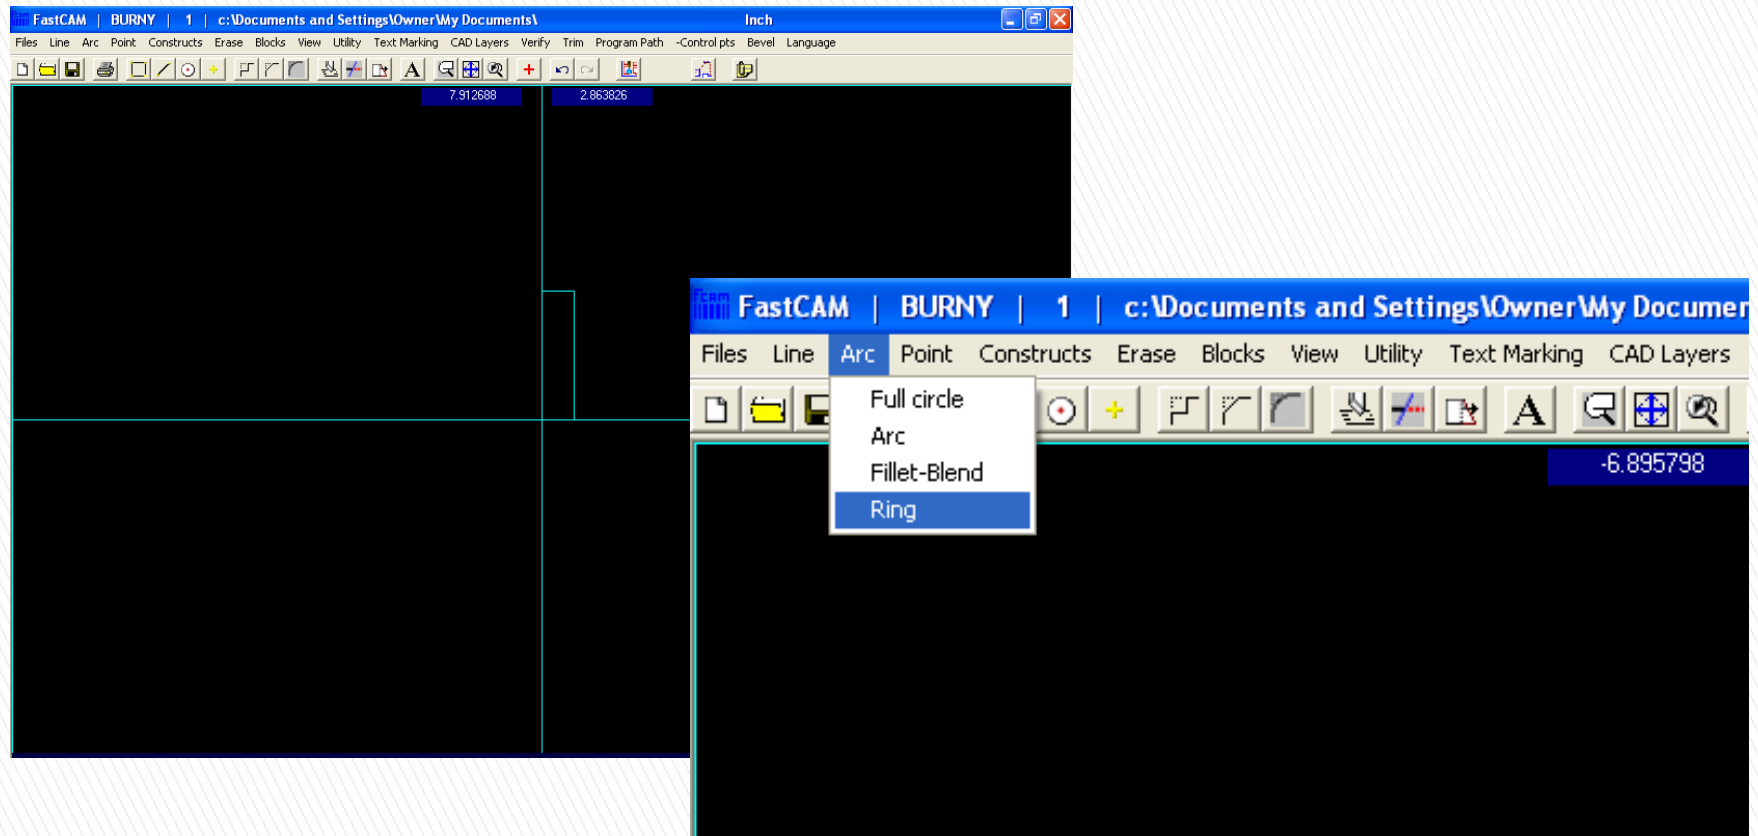 FastCAM | BURNY | 1 | c:\Documents and Settings\Owner\My Documents\ Inch
Files Line Arc Point Constructs Erase Blocks View Utility Text Marking CAD Layers Verify Trim Program Path -Control pts Bevel Language
A
7.912688 2.863826
FCAM FastCAM | BURNY | 1 | c:\Documents and Settings\Owner\My Documen
Files Line Arc Point Constructs Erase Blocks View Utility Text Marking CAD Layers
A
Full circle
Arc
Fillet-Blend
Ring
-6.895798